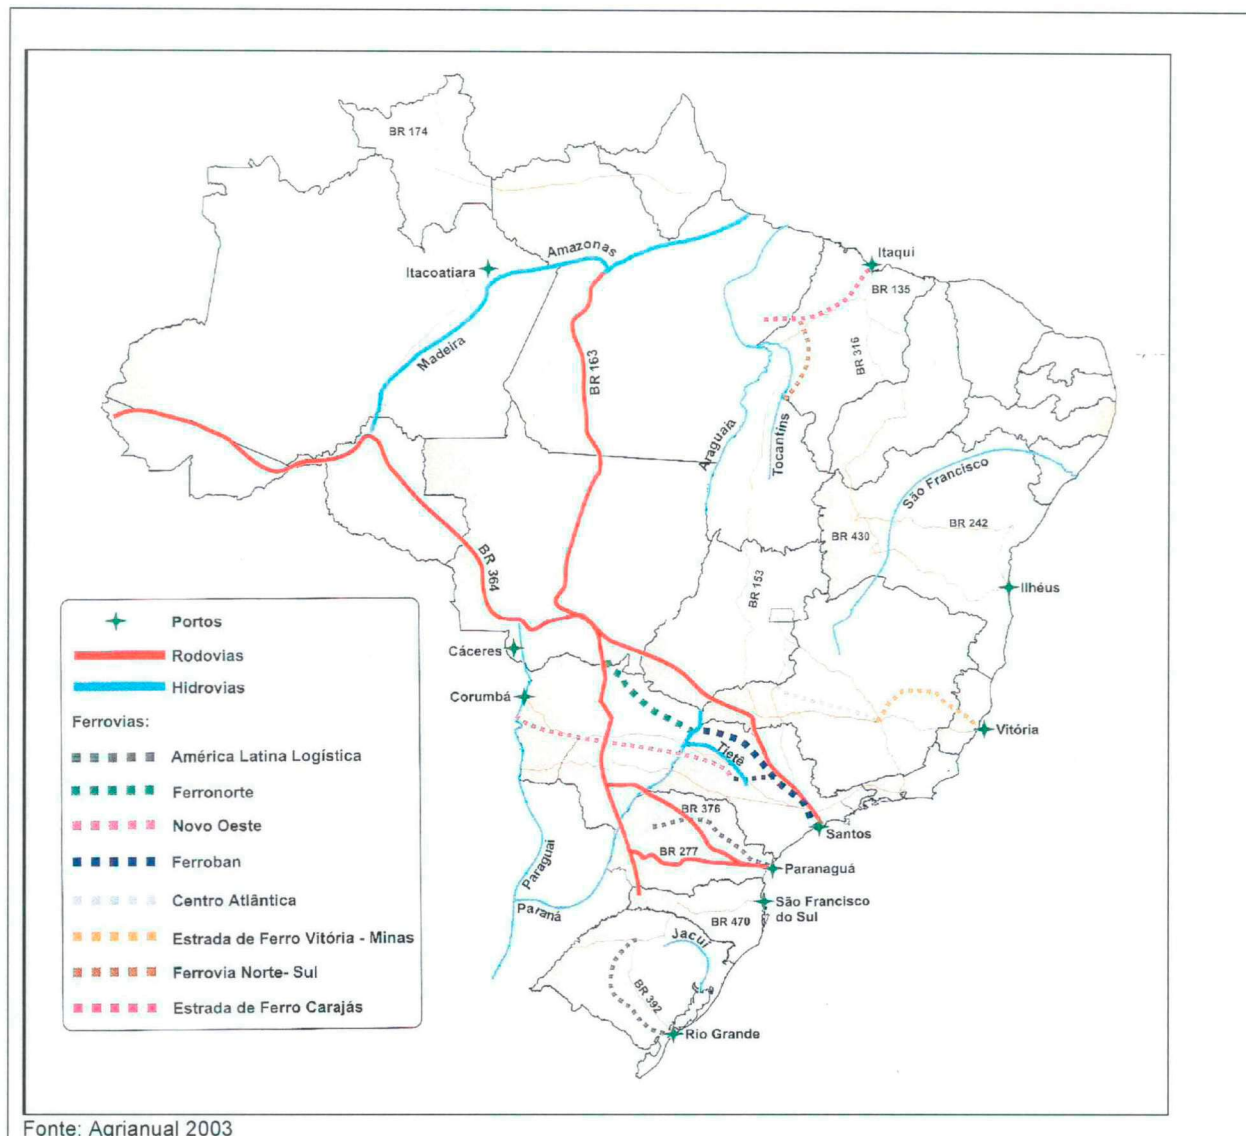 BR 174
Amazonas
Itacoatiara
Itaqui
BR 135
Madeira
BR 163
BR 316
Araguaia
Tocantins
São Francisco
BR 242
BR 430
BR 364
BR 153
Ilhéus
Cáceres
Corumbá
Vitória
Tietê
BR 376
Santos
BR 277
Paranaguá
Paraguai
Paraná
São Francisco
do Sul
BR 470
Jacuí
BR 392
Rio Grande
Portos
Rodovias
Hidrovias
Ferrovias:
América Latina Logística
Ferronorte
Novo Oeste
Ferroban
Centro Atlântica
Estrada de Ferro Vitória - Minas
Ferrovia Norte- Sul
Estrada de Ferro Carajás
Fonte: Agrianual 2003